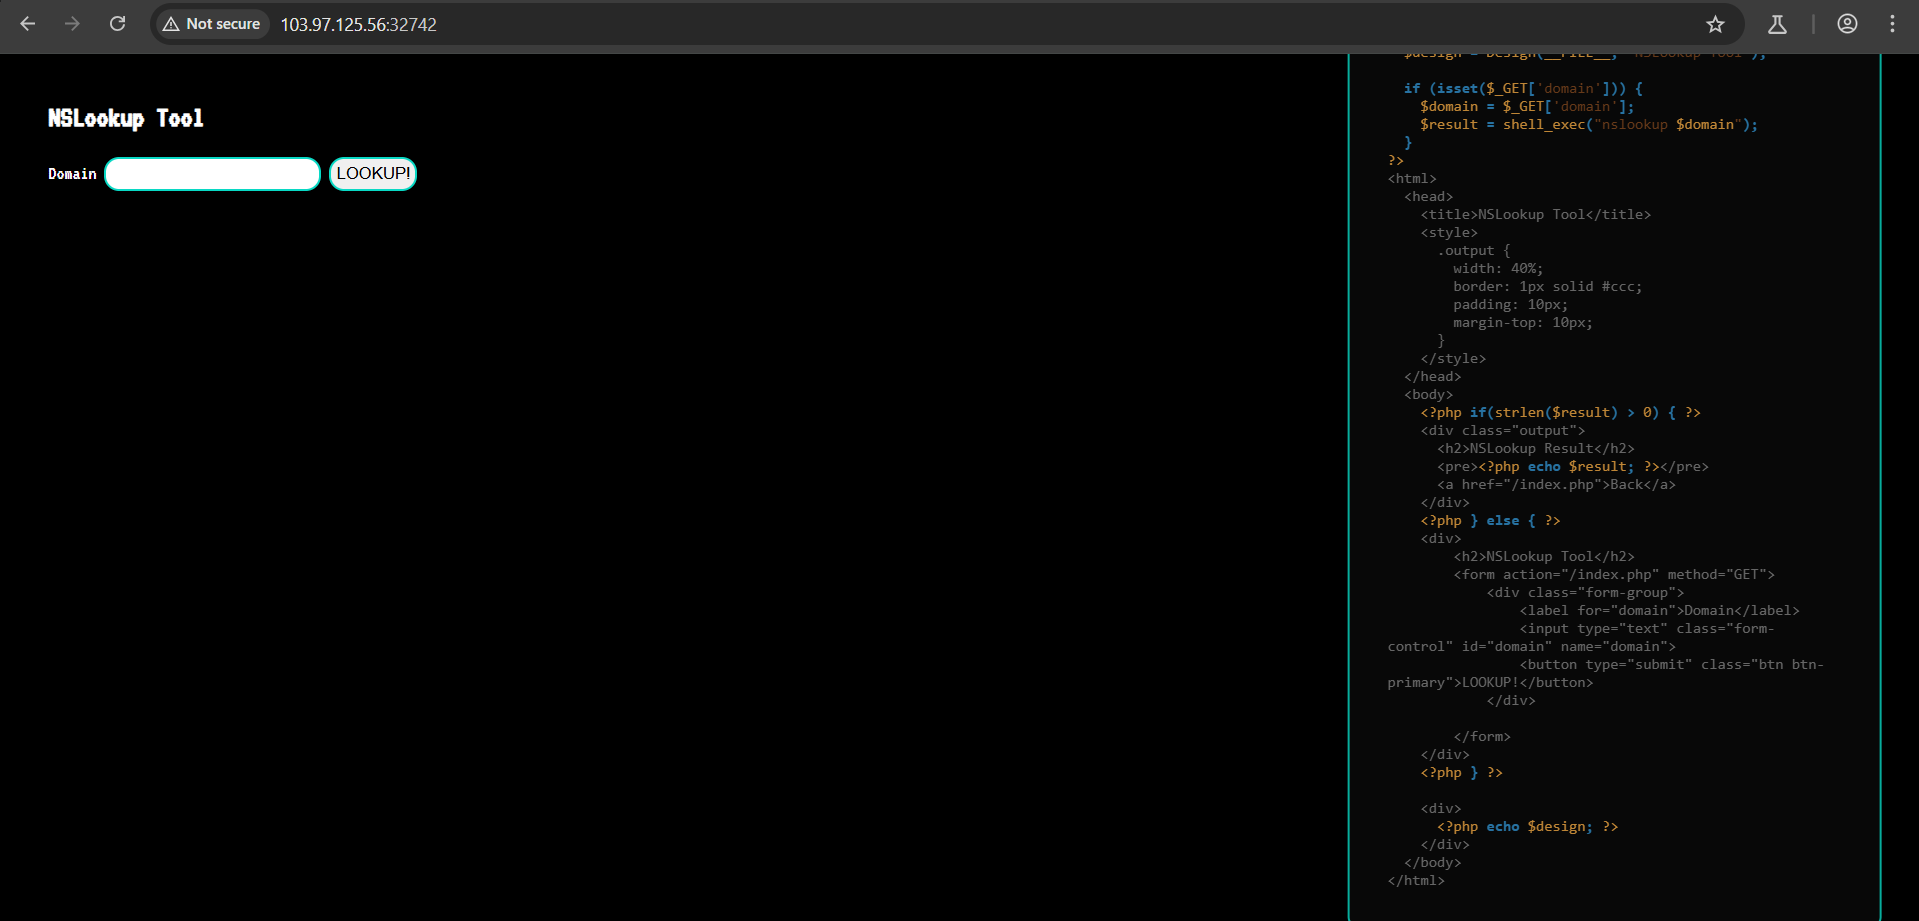 Not secure
103.97.125.56:32742
NSLookup Tool
Domain LOOKUP!
$design = Design(__FILE__, "NSLookup Tool");
if (isset($_GET['domain'])) {
$domain = $_GET['domain'];
$result = shell_exec("nslookup $domain");
}
?>
<html>
<head>
<title>NSLookup Tool</title>
<style>
.output {
width: 40%;
border: 1px solid #ccc;
padding: 10px;
margin-top: 10px;
}
</style>
</head>
<body>
<?php if(strlen($result) > 0) { ?>
<div class="output">
<h2>NSLookup Result</h2>
<pre><?php echo $result; ?></pre>
<a href="/index.php">Back</a>
</div>
<?php } else { ?>
<div>
<h2>NSLookup Tool</h2>
<form action="/index.php" method="GET">
<div class="form-group">
<label for="domain">Domain</label>
<input type="text" class="form-
control" id="domain" name="domain">
<button type="submit" class="btn btn-
primary">LOOKUP!</button>
</div>
</form>
</div>
<?php } ?>
<div>
<?php echo $design; ?>
</div>
</body>
</html>